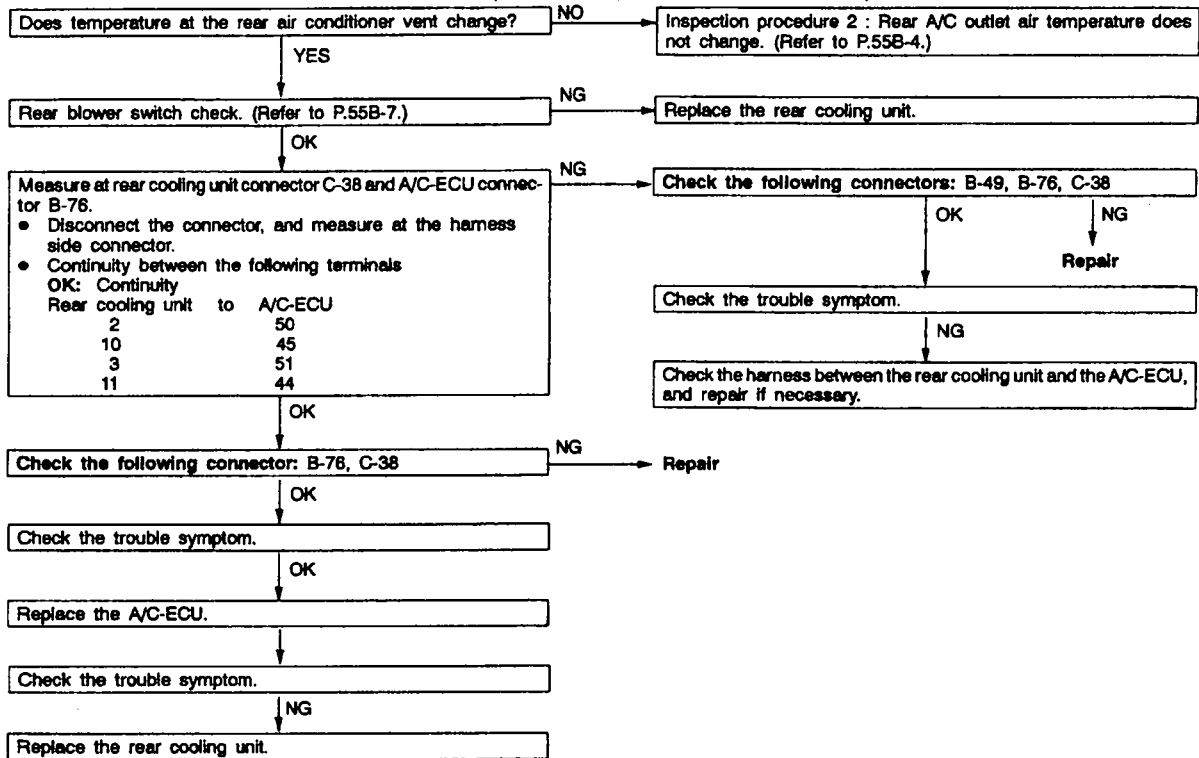 Does temperature at the rear air conditioner vent change?
NO
Inspection procedure 2 : Rear A/C outlet air temperature does
not change. (Refer to P.55B-4.)
YES
Rear blower switch check. (Refer to P.55B-7.)
NG
Replace the rear cooling unit.
OK
Measure at rear cooling unit connector C-38 and A/C-ECU connec-
tor B-76.
● Disconnect the connector, and measure at the harness
side connector.
● Continuity between the following terminals
OK: Continuity
Rear cooling unit to A/C-ECU
2 50
10 45
3 51
11 44
NG
Check the following connectors: B-49, B-76, C-38
OK
NG
Repair
Check the trouble symptom.
NG
Check the harness between the rear cooling unit and the A/C-ECU,
and repair if necessary.
OK
Check the following connector: B-76, C-38
NG
Repair
OK
Check the trouble symptom.
OK
Replace the A/C-ECU.
Check the trouble symptom.
NG
Replace the rear cooling unit.